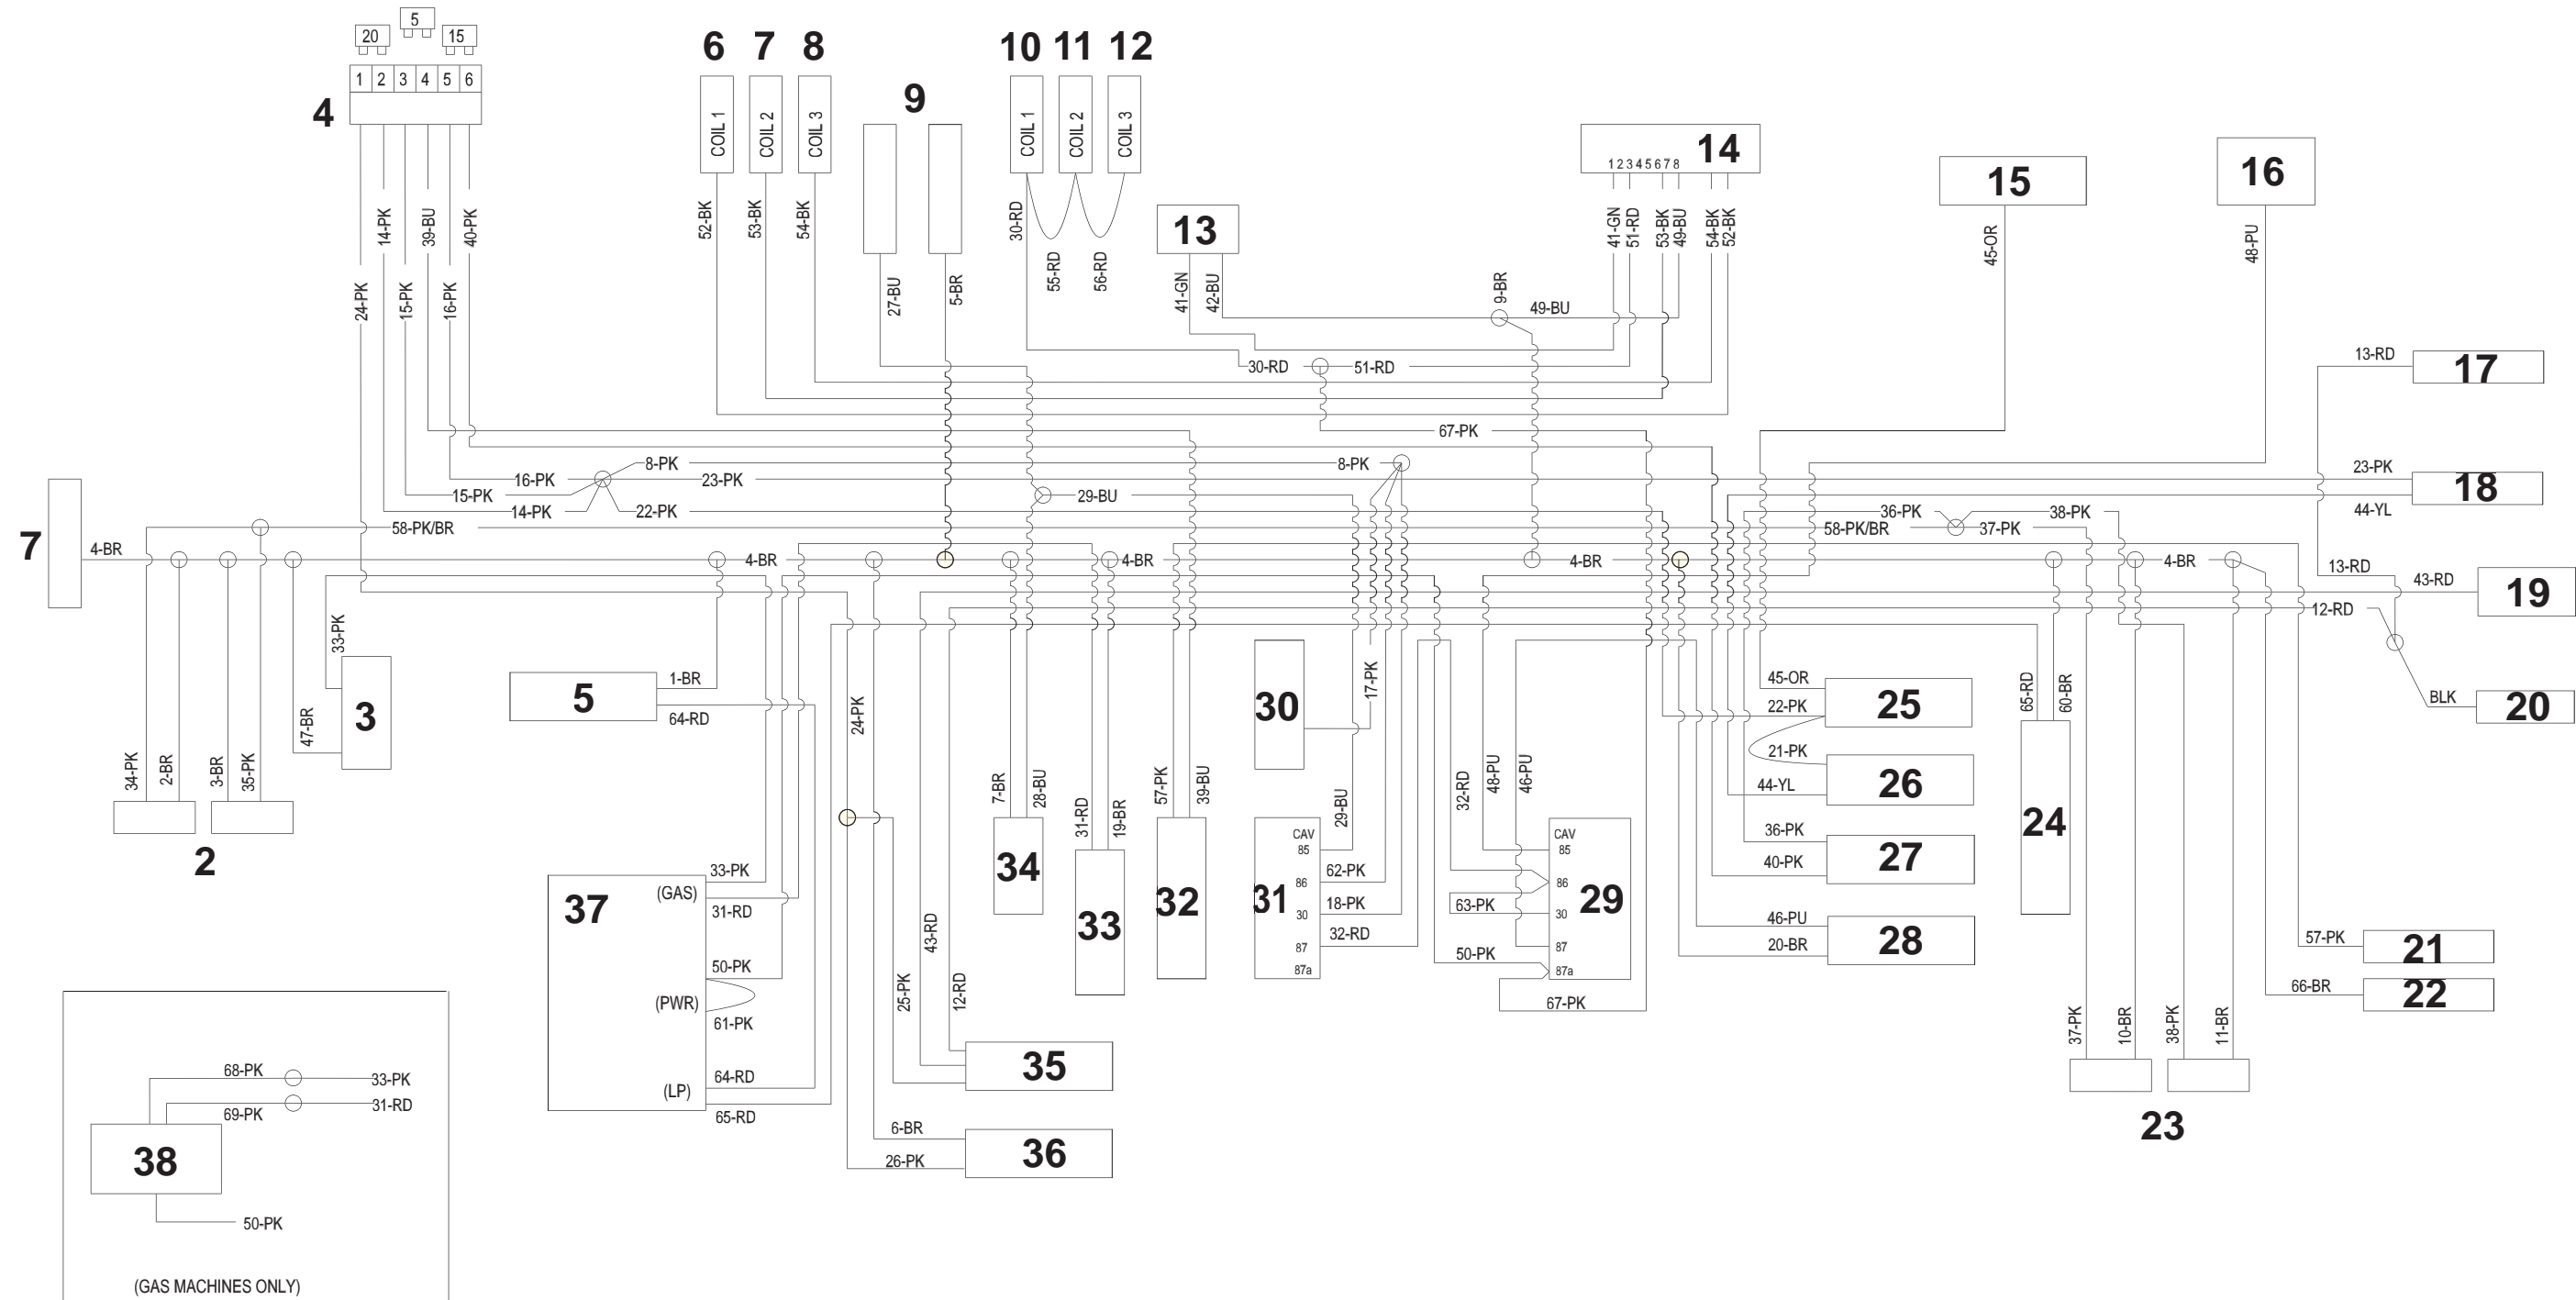 5
20
15
1 2 3 4 5 6
4
6 7 8
10 11 12
9
COIL 1
COIL 2
COIL 3
COIL 1
COIL 2
COIL 3
13
14
1 2 3 4 5 6 7 8
15
16
24-PK
14-PK
15-PK
39-BU
16-PK
40-PK
52-BK
53-BK
54-BK
27-BU
5-BR
30-RD
55-RD
56-RD
41-GN
42-BU
9-BR
49-BU
41-GN
51-RD
53-BK
49-BU
54-BK
52-BK
45-OR
48-PU
30-RD
51-RD
13-RD
17
67-PK
8-PK
8-PK
16-PK
23-PK
23-PK
15-PK
29-BU
18
14-PK
22-PK
36-PK
38-PK
44-YL
58-PK/BR
58-PK/BR
37-PK
7
4-BR
4-BR
4-BR
4-BR
4-BR
13-RD
43-RD
19
12-RD
33-PK
3
47-BR
5
1-BR
64-RD
24-PK
30
17-PK
45-OR
22-PK
25
65-RD
60-BR
BLK
20
34-PK
2-BR
3-BR
35-PK
2
7-BR
28-BU
31-RD
19-BR
57-PK
39-BU
29-BU
32-RD
48-PU
46-PU
21-PK
44-YL
26
24
34
33
32
31
CAV
85
86
30
87
87a
62-PK
18-PK
32-RD
63-PK
50-PK
67-PK
CAV
85
86
30
87
87a
29
36-PK
40-PK
27
46-PU
20-BR
28
57-PK
21
66-BR
22
37
(GAS)
33-PK
31-RD
50-PK
(PWR)
61-PK
64-RD
(LP)
65-RD
43-RD
25-PK
12-RD
35
6-BR
26-PK
36
37-PK
10-BR
38-PK
11-BR
23
68-PK
33-PK
69-PK
31-RD
38
50-PK
(GAS MACHINES ONLY)